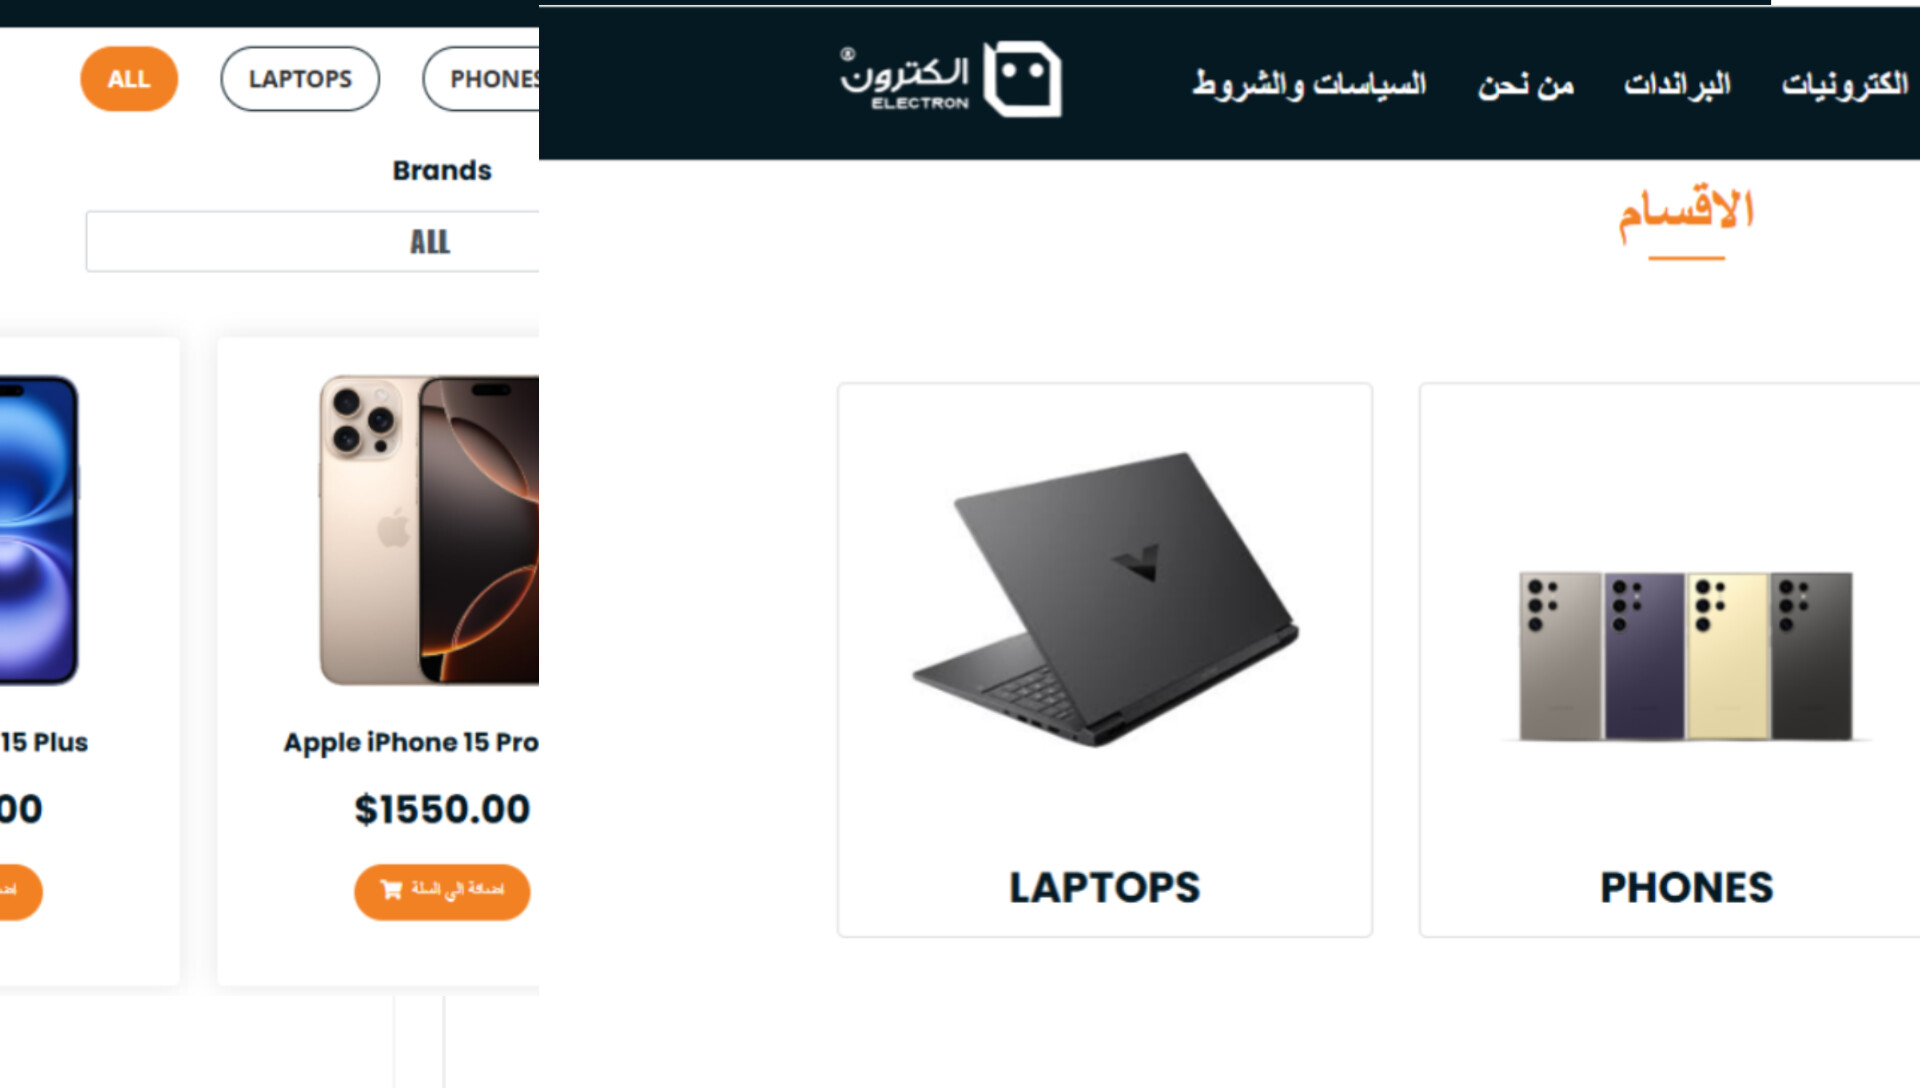 ALL
LAPTOPS
PHONES
Brands
ALL
15 Plus
00
Apple iPhone 15 Pro
$1550.00
اضافة الي السلة
الكترون®
ELECTRON
الكترونيات
البراندات
من نحن
السياسات والشروط
الاقسام
LAPTOPS
PHONES